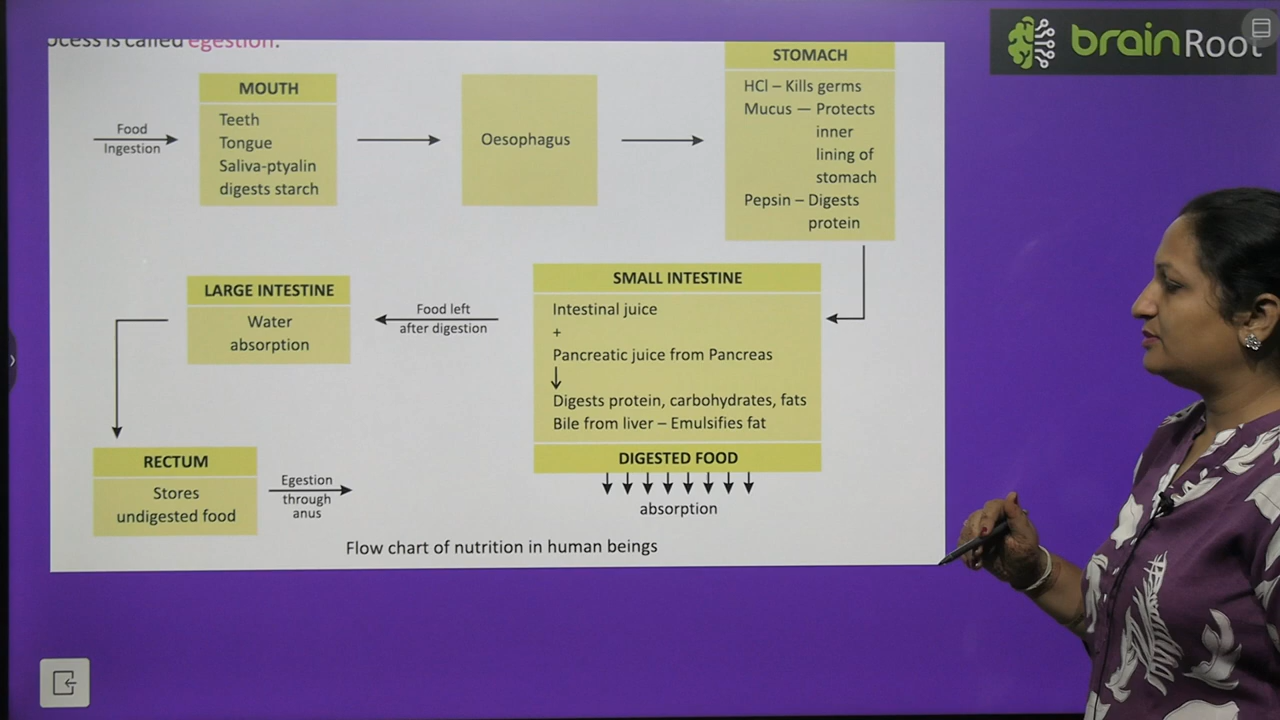 ocess is called egestion.
brainRoot
Food
Ingestion
MOUTH
Teeth
Tongue
Saliva-ptyalin
digests starch
Oesophagus
STOMACH
HCl – Kills germs
Mucus — Protects
inner
lining of
stomach
Pepsin – Digests
protein
SMALL INTESTINE
Intestinal juice
+
Pancreatic juice from Pancreas
↓
Digests protein, carbohydrates, fats
Bile from liver – Emulsifies fat
DIGESTED FOOD
absorption
Food left
after digestion
LARGE INTESTINE
Water
absorption
RECTUM
Stores
undigested food
Egestion
through
anus
Flow chart of nutrition in human beings